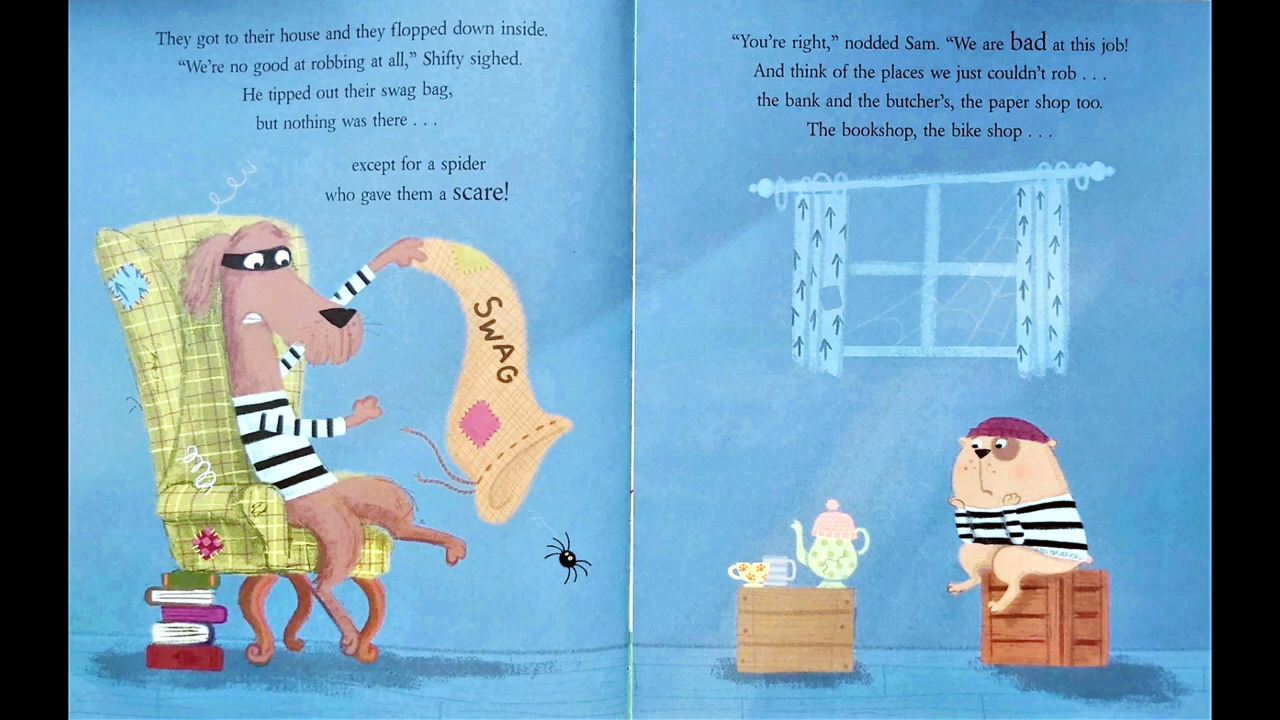 They got to their house and they flopped down inside.
“We’re no good at robbing at all,” Shifty sighed.
He tipped out their swag bag,
but nothing was there . . .
except for a spider
who gave them a scare!
SWAG
“You’re right,” nodded Sam. “We are bad at this job!
And think of the places we just couldn’t rob . . .
the bank and the butcher’s, the paper shop too.
The bookshop, the bike shop . . .